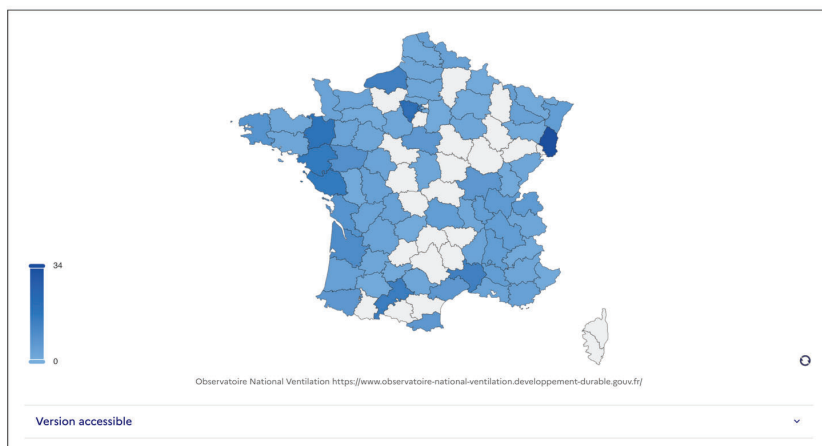 34
0
Observatoire National Ventilation https://www.observatoire-national-ventilation.developpement-durable.gouv.fr/
Version accessible